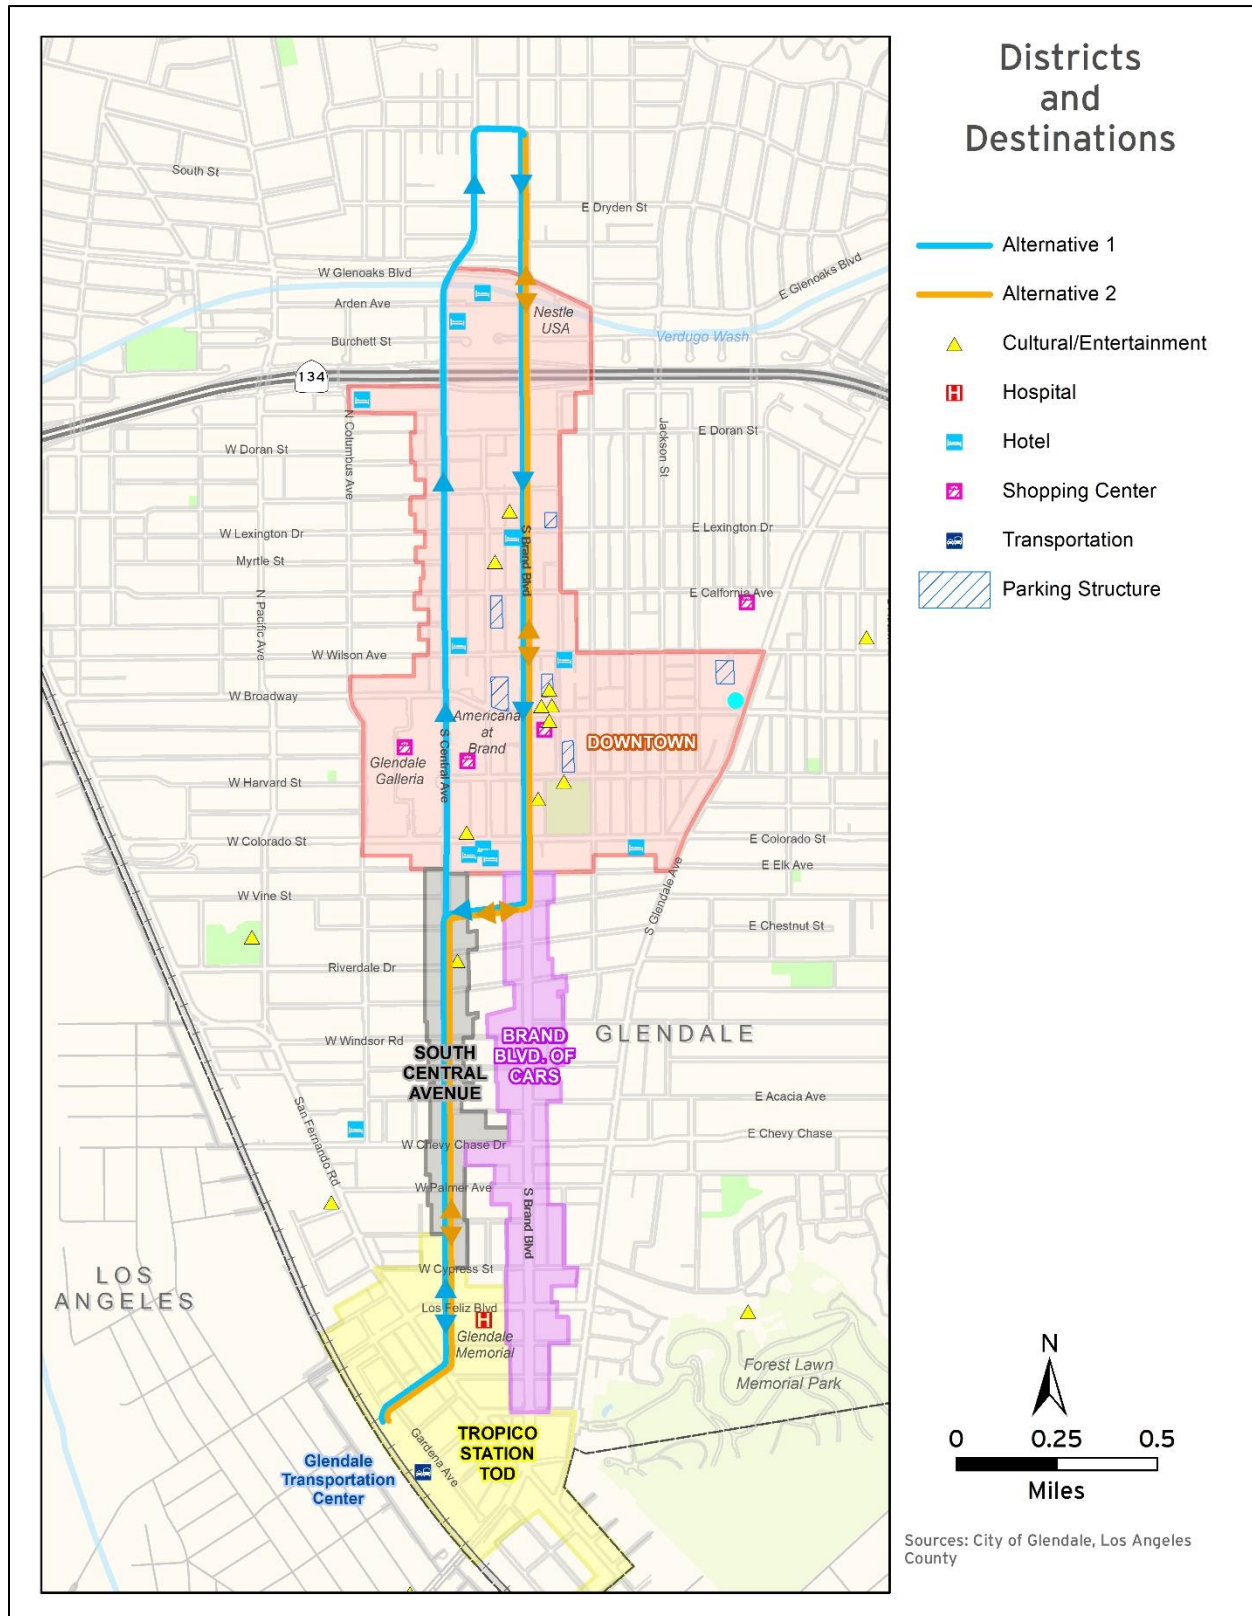 Districts
and
Destinations
Alternative 1
Alternative 2
Cultural/Entertainment
Hospital
Hotel
Shopping Center
Transportation
Parking Structure
South St
E Dryden St
W Glenoaks Blvd
E Glenoaks Blvd
Arden Ave
Nestle
USA
Burchett St
Verdugo Wash
134
N Columbus Ave
Jackson St
W Doran St
E Doran St
W Lexington Dr
E Lexington Dr
S Brand Blvd
Myrtle St
N Pacific Ave
E Calfornia Ave
W Wilson Ave
W Broadway
Americana
at
Brand
S Central Ave
DOWNTOWN
Glendale
Galleria
W Harvard St
W Colorado St
E Colorado St
E Elk Ave
W Vine St
S Glendale Ave
E Chestnut St
Riverdale Dr
W Windsor Rd
GLENDALE
BRAND
BLVD. OF
CARS
SOUTH
CENTRAL
AVENUE
San Fernando Rd
E Acacia Ave
W Chevy Chase Dr
E Chevy Chase
W Palmer Ave
S Brand Blvd
LOS
ANGELES
W Cypress St
Los Feliz Blvd
H
Glendale
Memorial
Forest Lawn
Memorial Park
Gardena Ave
TROPICO
STATION
TOD
Glendale
Transportation
Center
N
0 0.25 0.5
Miles
Sources: City of Glendale, Los Angeles
County